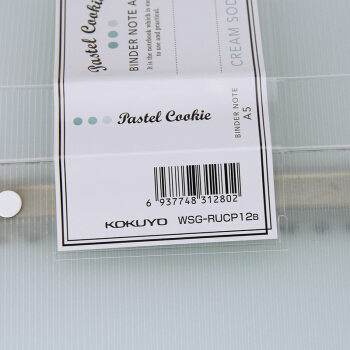 Pastel Cookie
BINDER NOTE A
It is the notebook which is easy
to use and practical.
CREAM SOD
Pastel Cookie
BINDER NOTE
A5
6 937748 312802
KOKUYO WSG-RUCP12B